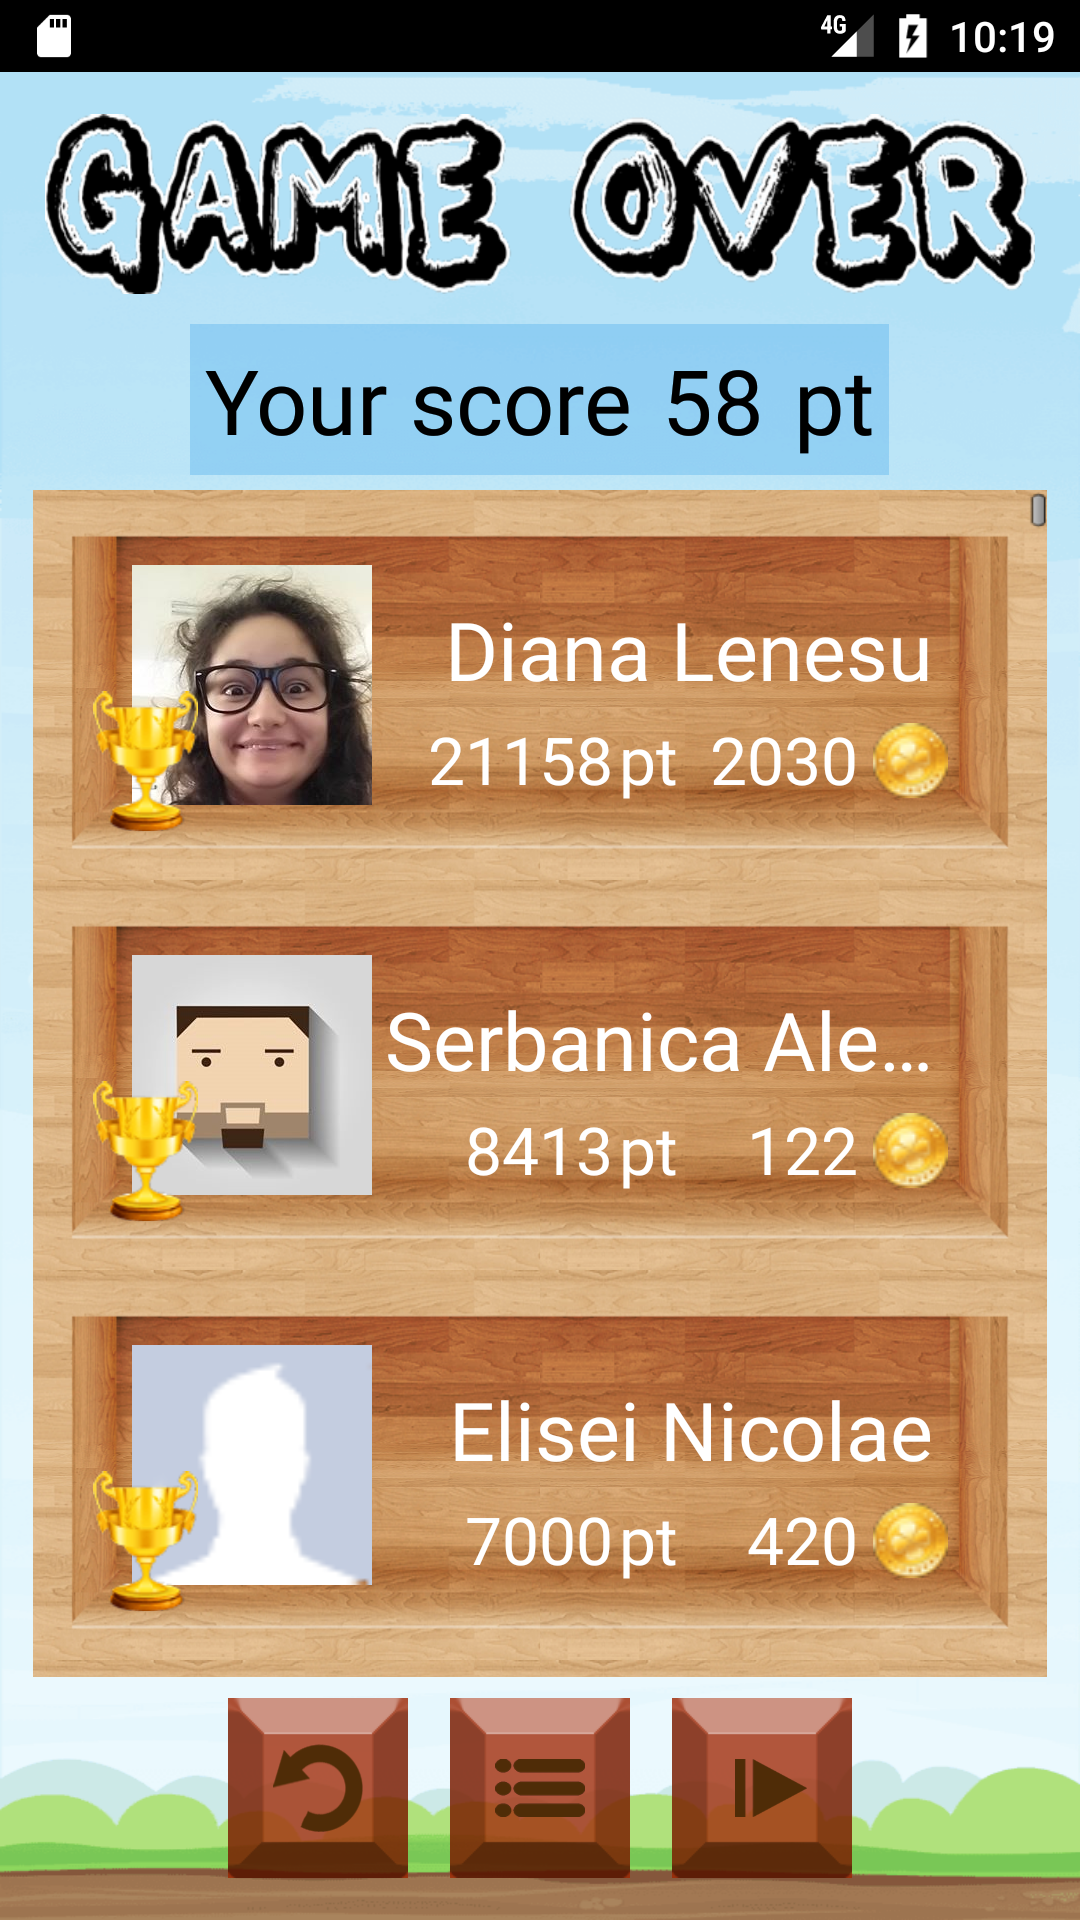 4G 10:19
GAME OVER
Your score 58 pt
Diana Lenesu
21158pt 2030
Serbanica Ale...
8413pt 122
Elisei Nicolae
7000pt 420